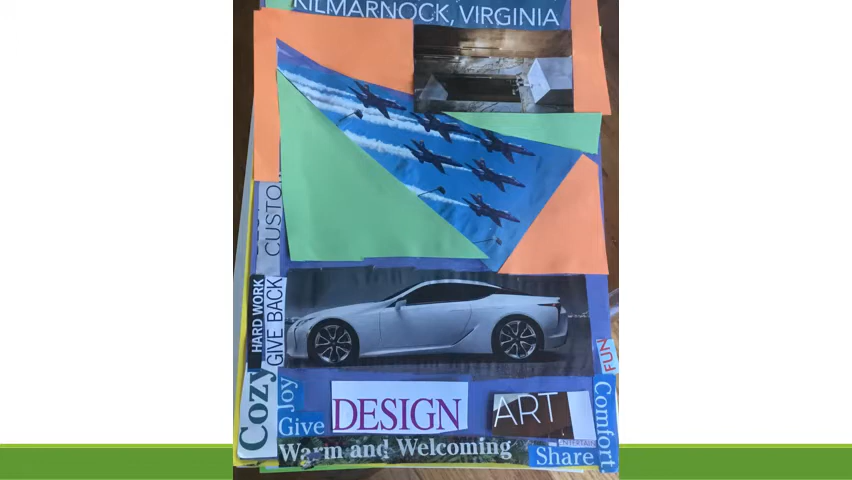 KILMARNOCK, VIRGINIA
CUSTO
HARD WORK
GIVE BACK
FUN
Cozy
Joy
Give
DESIGN
ART
Comfort
ENTERTAIN
Warm and Welcoming
Share